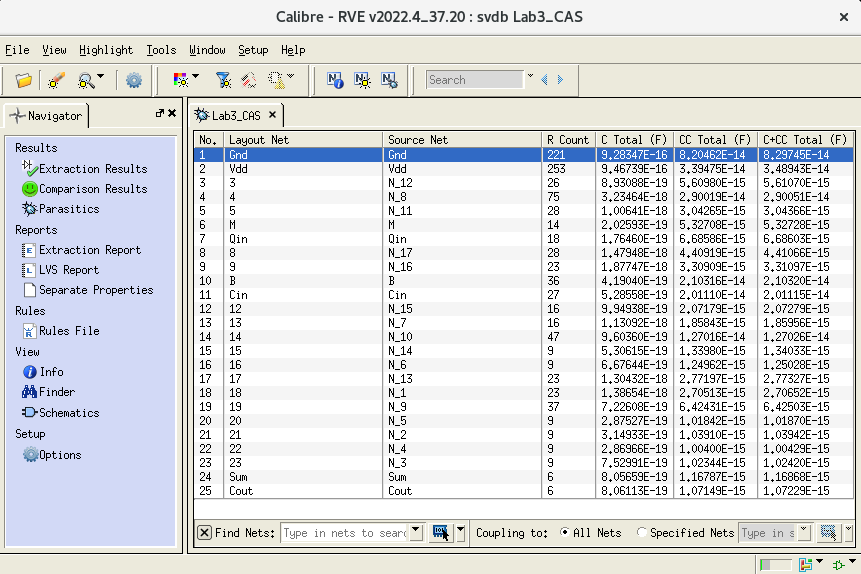 Calibre - RVE v2022.4_37.20 : svdb Lab3_CAS
File View Highlight Tools Window Setup Help
Search
Navigator
Results
Extraction Results
Comparison Results
Parasitics
Reports
Extraction Report
LVS Report
Separate Properties
Rules
Rules File
View
Info
Finder
Schematics
Setup
Options
Lab3_CAS
No. Layout Net Source Net R Count C Total (F) CC Total (F) C+CC Total (F)
1 Gnd Gnd 221 9.28347E-16 8.20462E-14 8.29745E-14
2 Vdd Vdd 253 9.46739E-16 3.39475E-14 3.48943E-14
3 3 N_12 26 8.93088E-19 5.60980E-15 5.61070E-15
4 4 N_8 75 3.23464E-18 2.90019E-14 2.90051E-14
5 5 N_11 28 1.00641E-18 3.04265E-15 3.04366E-15
6 M M 14 2.02593E-19 5.32708E-15 5.32728E-15
7 Qin Qin 18 1.76460E-19 6.68586E-15 6.68603E-15
8 8 N_17 28 1.47948E-18 4.40919E-15 4.41066E-15
9 9 N_16 23 1.87747E-18 3.30909E-15 3.31097E-15
10 B B 36 4.19040E-19 2.10316E-14 2.10320E-14
11 Cin Cin 27 5.28558E-19 2.01110E-14 2.01115E-14
12 12 N_15 16 9.94938E-19 2.07179E-15 2.07279E-15
13 13 N_7 16 1.13092E-18 1.85843E-15 1.85956E-15
14 14 N_10 47 9.60360E-19 1.27016E-14 1.27026E-14
15 15 N_14 9 5.30615E-19 1.33980E-15 1.34033E-15
16 16 N_6 9 6.67644E-19 1.24962E-15 1.25028E-15
17 17 N_13 23 1.30432E-18 2.77197E-15 2.77327E-15
18 18 N_1 23 1.38654E-18 2.70513E-15 2.70652E-15
19 19 N_9 37 7.22608E-19 6.42431E-15 6.42503E-15
20 20 N_5 9 2.87527E-19 1.01842E-15 1.01870E-15
21 21 N_2 9 3.14933E-19 1.03910E-15 1.03942E-15
22 22 N_4 9 2.86966E-19 1.00400E-15 1.00429E-15
23 23 N_3 9 7.52991E-19 1.02344E-15 1.02420E-15
24 Sum Sum 6 8.05659E-19 1.16787E-15 1.16868E-15
25 Cout Cout 6 8.06113E-19 1.07149E-15 1.07229E-15
Find Nets: Type in nets to searc Coupling to: All Nets Specified Nets Type in s